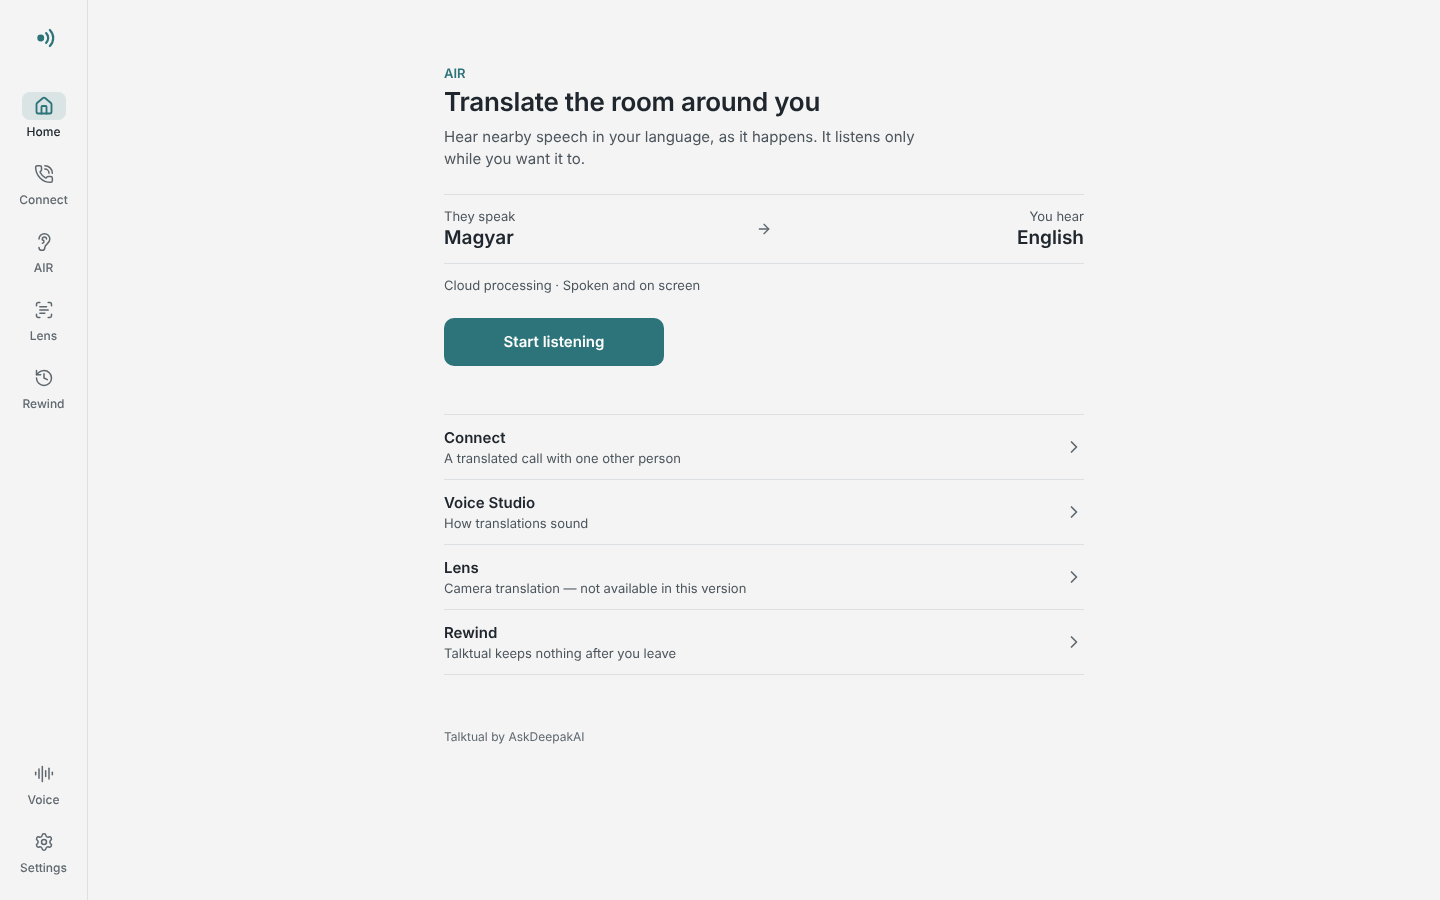 Home
Connect
AIR
Lens
Rewind
Voice
Settings
AIR
Translate the room around you
Hear nearby speech in your language, as it happens. It listens only
while you want it to.
They speak
Magyar
You hear
English
Cloud processing · Spoken and on screen
Start listening
Connect
A translated call with one other person
Voice Studio
How translations sound
Lens
Camera translation — not available in this version
Rewind
Talktual keeps nothing after you leave
Talktual by AskDeepakAI